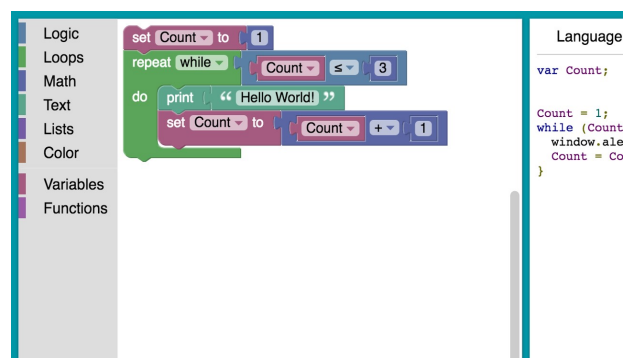 Logic
Loops
Math
Text
Lists
Color
Variables
Functions
set Count to 1
repeat while Count ≤ 3
do print “ Hello World! ”
set Count to Count + 1
Language
var Count;
Count = 1;
while (Count
window.ale
Count = Co
}